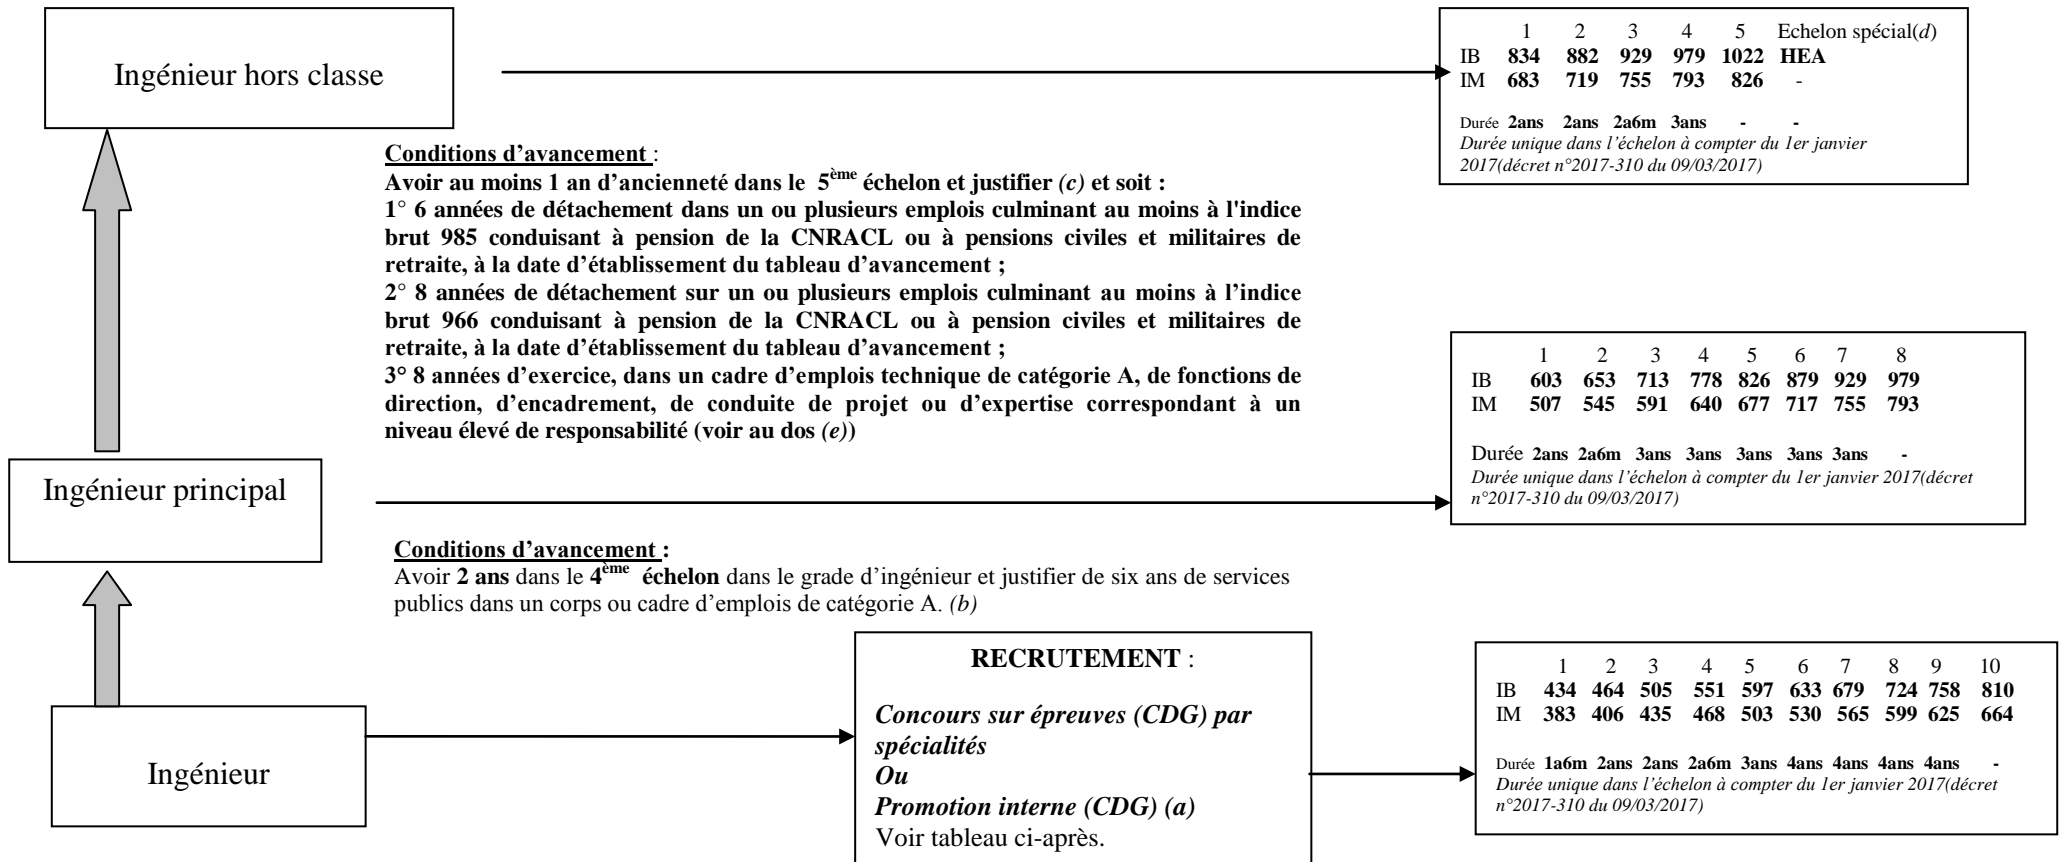 Ingénieur hors classe
1 2 3 4 5 Echelon spécial(d)
IB 834 882 929 979 1022 HEA
IM 683 719 755 793 826 -
Durée 2ans 2ans 2a6m 3ans - -
Durée unique dans l’échelon à compter du 1er janvier
2017(décret n°2017-310 du 09/03/2017)
Conditions d’avancement :
Avoir au moins 1 an d’ancienneté dans le 5ème échelon et justifier (c) et soit :
1° 6 années de détachement dans un ou plusieurs emplois culminant au moins à l'indice
brut 985 conduisant à pension de la CNRACL ou à pensions civiles et militaires de
retraite, à la date d’établissement du tableau d’avancement ;
2° 8 années de détachement sur un ou plusieurs emplois culminant au moins à l’indice
brut 966 conduisant à pension de la CNRACL ou à pension civiles et militaires de
retraite, à la date d’établissement du tableau d’avancement ;
3° 8 années d’exercice, dans un cadre d’emplois technique de catégorie A, de fonctions de
direction, d’encadrement, de conduite de projet ou d’expertise correspondant à un
niveau élevé de responsabilité (voir au dos (e))
Ingénieur principal
1 2 3 4 5 6 7 8
IB 603 653 713 778 826 879 929 979
IM 507 545 591 640 677 717 755 793
Durée 2ans 2a6m 3ans 3ans 3ans 3ans 3ans -
Durée unique dans l’échelon à compter du 1er janvier 2017(décret
n°2017-310 du 09/03/2017)
Conditions d’avancement :
Avoir 2 ans dans le 4ème échelon dans le grade d’ingénieur et justifier de six ans de services
publics dans un corps ou cadre d’emplois de catégorie A. (b)
Ingénieur
RECRUTEMENT :
Concours sur épreuves (CDG) par
spécialités
Ou
Promotion interne (CDG) (a)
Voir tableau ci-après.
1 2 3 4 5 6 7 8 9 10
IB 434 464 505 551 597 633 679 724 758 810
IM 383 406 435 468 503 530 565 599 625 664
Durée 1a6m 2ans 2ans 2a6m 3ans 4ans 4ans 4ans 4ans -
Durée unique dans l’échelon à compter du 1er janvier 2017(décret
n°2017-310 du 09/03/2017)